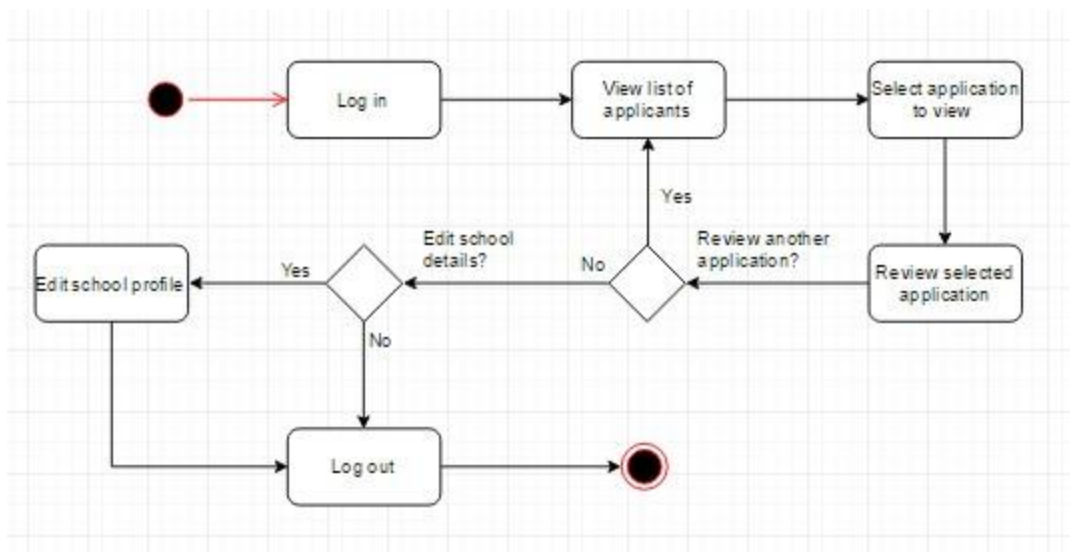 Log in
View list of
applicants
Select application
to view
Yes
Review another
application?
Review selected
application
No
Edit school
details?
Yes
Edit school profile
No
Log out